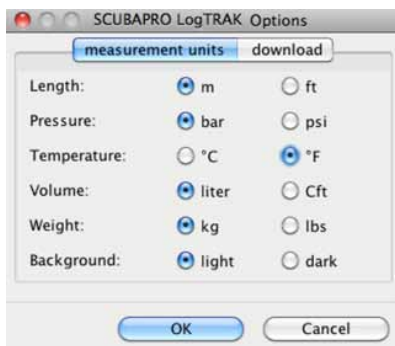 SCUBAPRO LogTRAK Options
measurement units download
Length: m ft
Pressure: bar psi
Temperature: °C °F
Volume: liter Cft
Weight: kg lbs
Background: light dark
OK Cancel